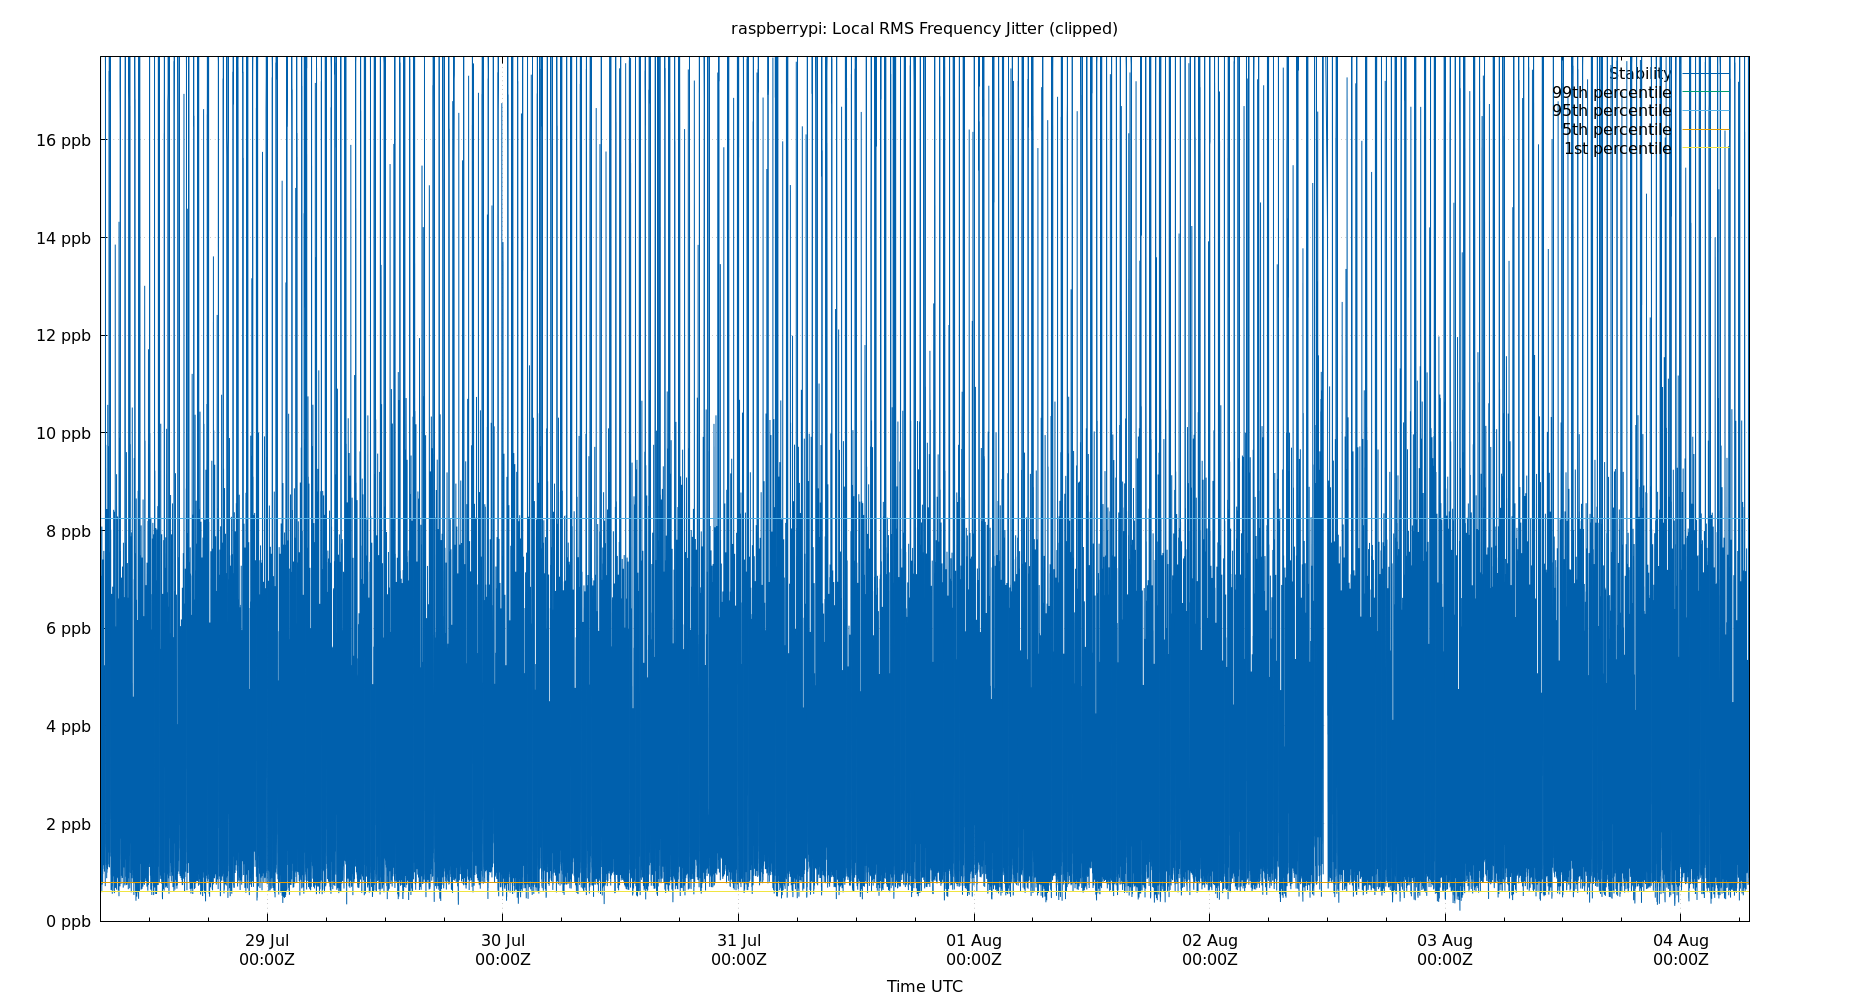 raspberrypi: Local RMS Frequency Jitter (clipped)
Stability
99th percentile
95th percentile
5th percentile
1st percentile
16 ppb
14 ppb
12 ppb
10 ppb
8 ppb
6 ppb
4 ppb
2 ppb
0 ppb
29 Jul 30 Jul 31 Jul 01 Aug 02 Aug 03 Aug 04 Aug
00:00Z 00:00Z 00:00Z 00:00Z 00:00Z 00:00Z 00:00Z
Time UTC